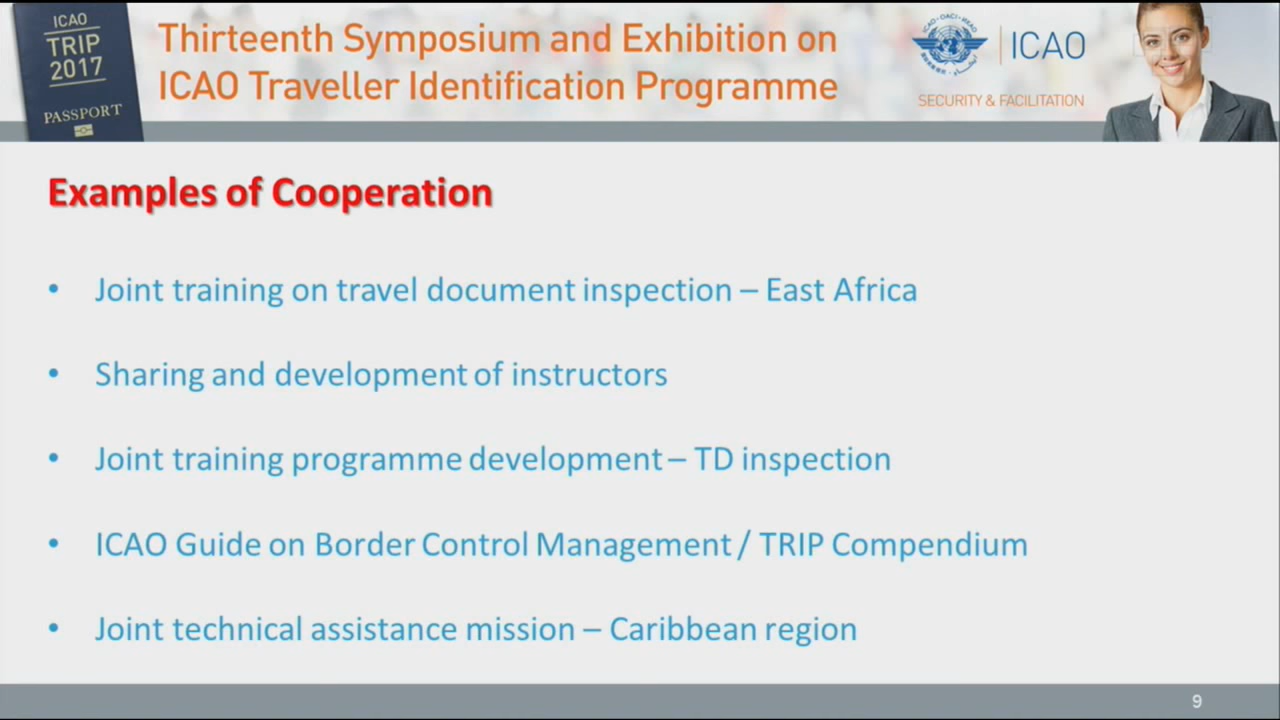 ICAO
TRIP
2017
PASSPORT
Thirteenth Symposium and Exhibition on
ICAO Traveller Identification Programme
ICAO
SECURITY & FACILITATION
Examples of Cooperation
• Joint training on travel document inspection – East Africa
• Sharing and development of instructors
• Joint training programme development – TD inspection
• ICAO Guide on Border Control Management / TRIP Compendium
• Joint technical assistance mission – Caribbean region
9